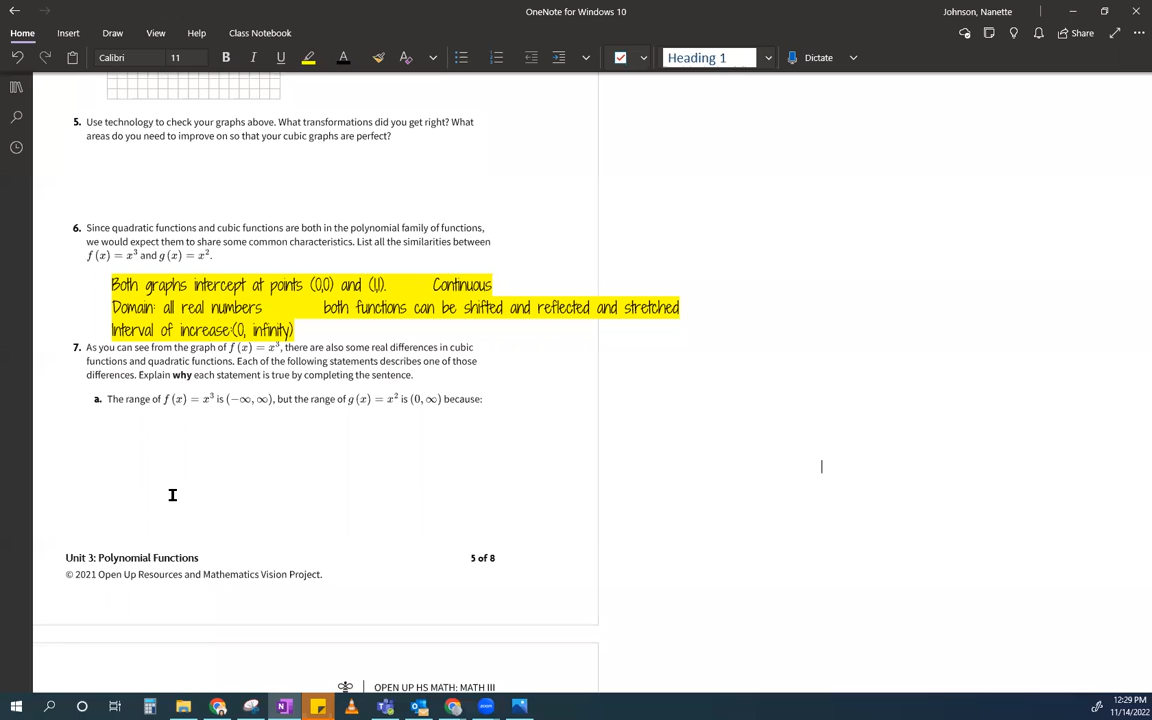 OneNote for Windows 10
Johnson, Nanette
Home Insert Draw View Help Class Notebook
Share
Calibri 11 B I U A Heading 1 Dictate
5. Use technology to check your graphs above. What transformations did you get right? What
areas do you need to improve on so that your cubic graphs are perfect?
6. Since quadratic functions and cubic functions are both in the polynomial family of functions,
we would expect them to share some common characteristics. List all the similarities between
f (x) = x³ and g (x) = x².
Both graphs intercept at points (0,0) and (1,1). Continuous
Domain: all real numbers both functions can be shifted and reflected and stretched
Interval of increase:(0, infinity)
7. As you can see from the graph of f (x) = x³, there are also some real differences in cubic
functions and quadratic functions. Each of the following statements describes one of those
differences. Explain why each statement is true by completing the sentence.
a. The range of f (x) = x³ is (−∞, ∞), but the range of g (x) = x² is (0, ∞) because:
Unit 3: Polynomial Functions 5 of 8
© 2021 Open Up Resources and Mathematics Vision Project.
OPEN UP HS MATH: MATH III
12:29 PM
11/14/2022